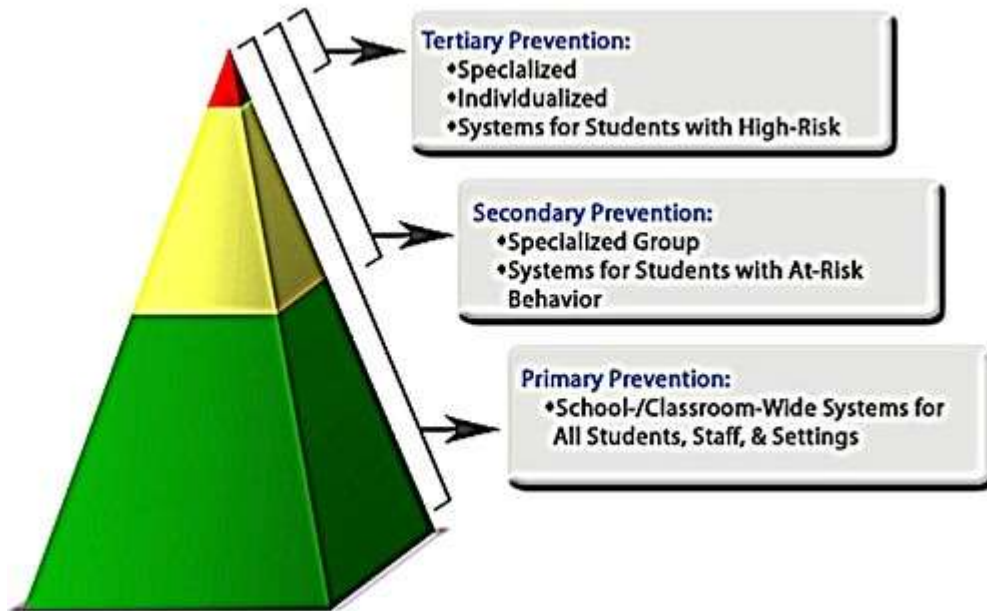 Tertiary Prevention:
♦Specialized
♦Individualized
♦Systems for Students with High-Risk
Secondary Prevention:
♦Specialized Group
♦Systems for Students with At-Risk
Behavior
Primary Prevention:
♦School-/Classroom-Wide Systems for
All Students, Staff, & Settings